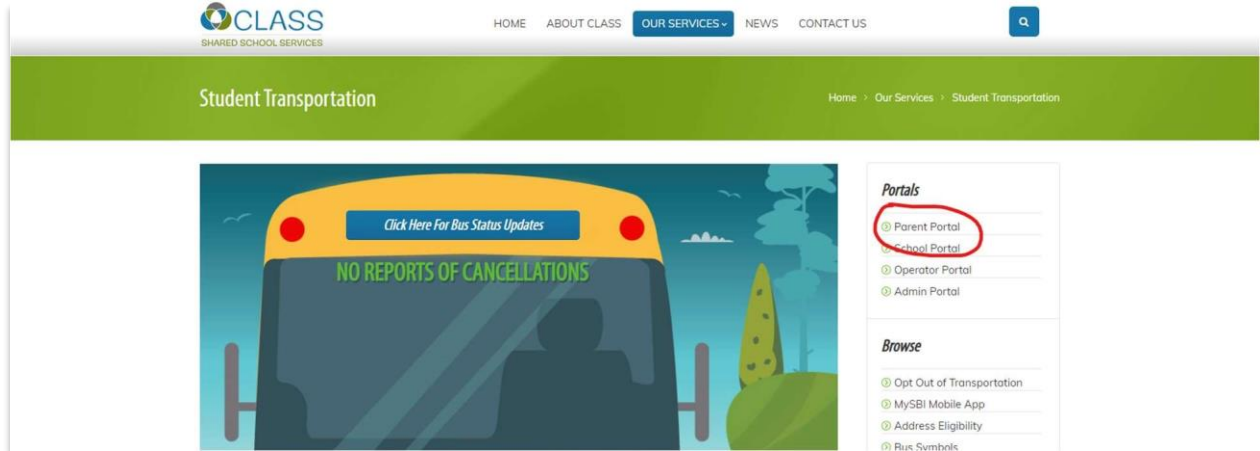 CLASS
SHARED SCHOOL SERVICES
HOME ABOUT CLASS OUR SERVICES NEWS CONTACT US
Student Transportation
Home > Our Services > Student Transportation
Click Here For Bus Status Updates
NO REPORTS OF CANCELLATIONS
Portals
Parent Portal
School Portal
Operator Portal
Admin Portal
Browse
Opt Out of Transportation
MySBI Mobile App
Address Eligibility
Bus Symbols